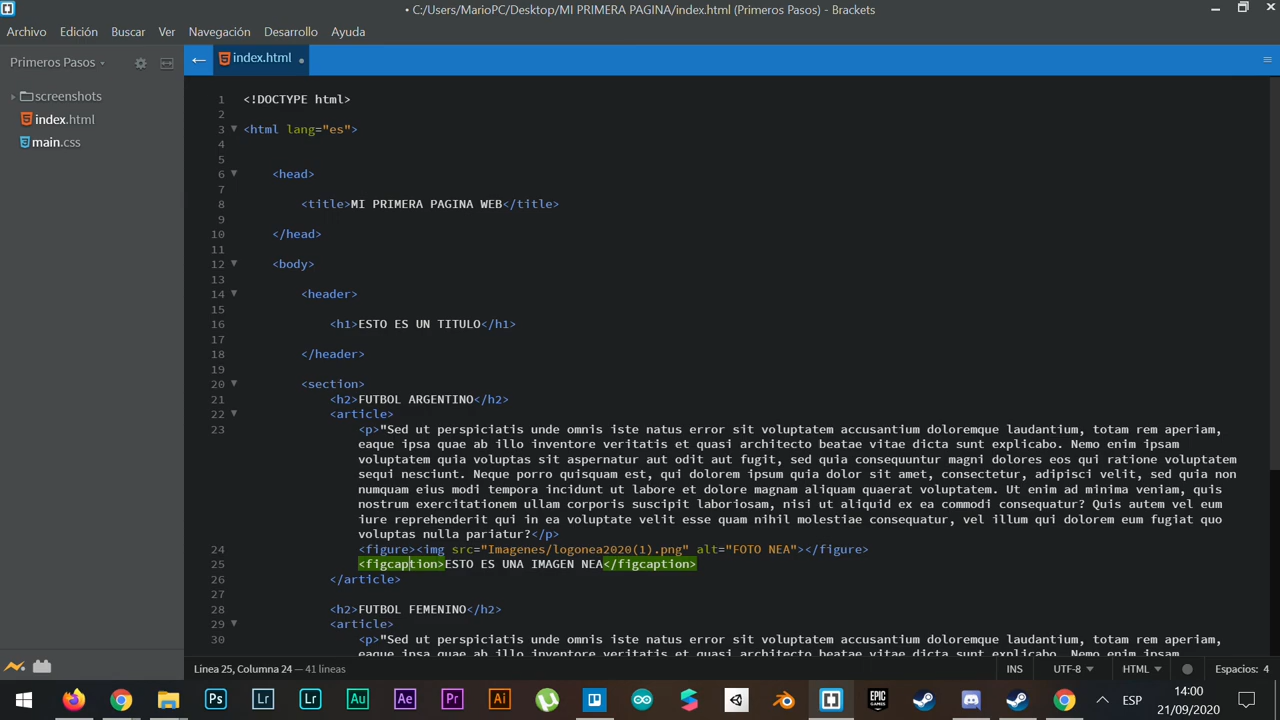 • C:/Users/MarioPC/Desktop/MI PRIMERA PAGINA/index.html (Primeros Pasos) - Brackets
Archivo Edición Buscar Ver Navegación Desarrollo Ayuda
Primeros Pasos
index.html
screenshots
index.html
main.css
1 <!DOCTYPE html>
2
3 <html lang="es">
4
5
6 <head>
7
8 <title>MI PRIMERA PAGINA WEB</title>
9
10 </head>
11
12 <body>
13
14 <header>
15
16 <h1>ESTO ES UN TITULO</h1>
17
18 </header>
19
20 <section>
21 <h2>FUTBOL ARGENTINO</h2>
22 <article>
23 <p>"Sed ut perspiciatis unde omnis iste natus error sit voluptatem accusantium doloremque laudantium, totam rem aperiam,
eaque ipsa quae ab illo inventore veritatis et quasi architecto beatae vitae dicta sunt explicabo. Nemo enim ipsam
voluptatem quia voluptas sit aspernatur aut odit aut fugit, sed quia consequuntur magni dolores eos qui ratione voluptatem
sequi nesciunt. Neque porro quisquam est, qui dolorem ipsum quia dolor sit amet, consectetur, adipisci velit, sed quia non
numquam eius modi tempora incidunt ut labore et dolore magnam aliquam quaerat voluptatem. Ut enim ad minima veniam, quis
nostrum exercitationem ullam corporis suscipit laboriosam, nisi ut aliquid ex ea commodi consequatur? Quis autem vel eum
iure reprehenderit qui in ea voluptate velit esse quam nihil molestiae consequatur, vel illum qui dolorem eum fugiat quo
voluptas nulla pariatur?</p>
24 <figure><img src="Imagenes/logonea2020(1).png" alt="FOTO NEA"></figure>
25 <figcaption>ESTO ES UNA IMAGEN NEA</figcaption>
26 </article>
27
28 <h2>FUTBOL FEMENINO</h2>
29 <article>
30 <p>"Sed ut perspiciatis unde omnis iste natus error sit voluptatem accusantium doloremque laudantium, totam rem aperiam,
eaque ipsa quae ab illo inventore veritatis et quasi architecto beatae vitae dicta sunt explicabo. Nemo enim ipsam
Línea 25, Columna 24 — 41 líneas
INS UTF-8 HTML Espacios: 4
Ps Lrc Lr Au Ae Pr Ai EPIC GAMES ESP 14:00
21/09/2020